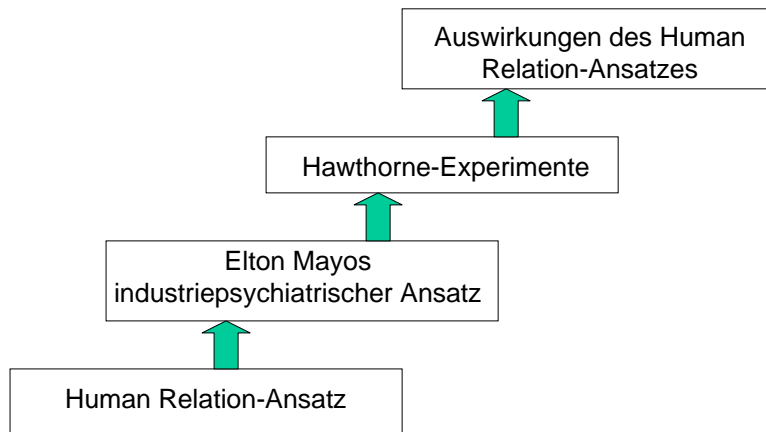 Auswirkungen des Human
Relation-Ansatzes
Hawthorne-Experimente
Elton Mayos
industriepsychiatrischer Ansatz
Human Relation-Ansatz